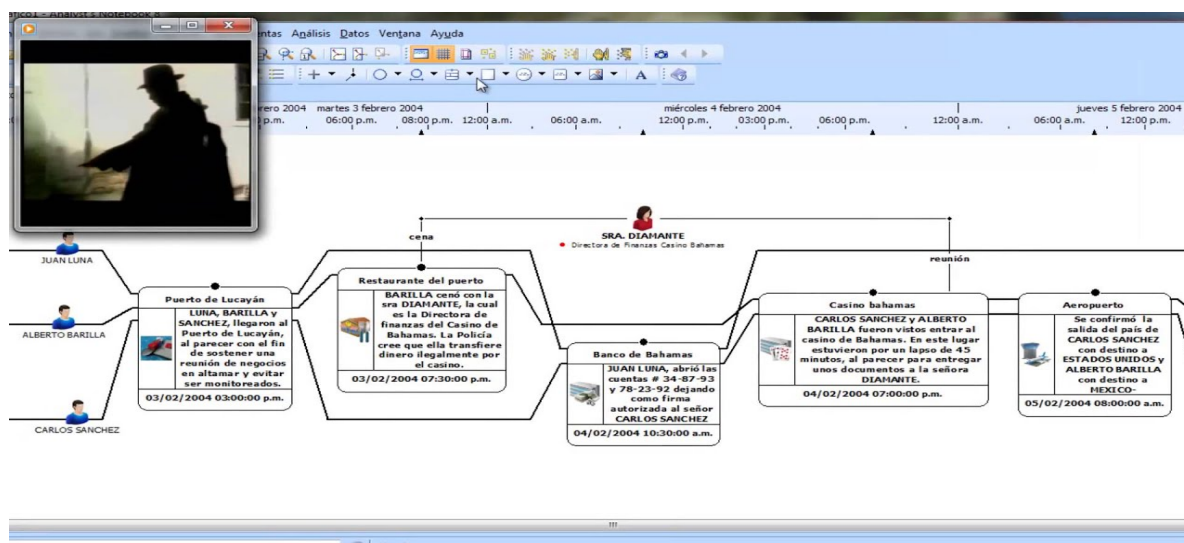 Analyst's Notebook 8
Análisis Datos Ventana Ayuda
A
rero 2004 martes 3 febrero 2004 miércoles 4 febrero 2004 jueves 5 febrero 2004
p.m. 06:00 p.m. 08:00 p.m. 12:00 a.m. 06:00 a.m. 12:00 p.m. 03:00 p.m. 06:00 p.m. 12:00 a.m. 06:00 a.m. 12:00 p.m.
JUAN LUNA
ALBERTO BARILLA
CARLOS SANCHEZ
Puerto de Lucayán
LUNA, BARILLA y
SANCHEZ, llegaron al
Puerto de Lucayán,
al parecer con el fin
de sostener una
reunión de negocios
en altamar y evitar
ser monitoreados.
03/02/2004 03:00:00 p.m.
cena
Restaurante del puerto
BARILLA cenó con la
sra DIAMANTE, la cual
es la Directora de
finanzas del Casino de
Bahamas. La Policía
cree que ella transfiere
dinero ilegalmente por
el casino.
03/02/2004 07:30:00 p.m.
SRA. DIAMANTE
Directora de Finanzas Casino Bahamas
Banco de Bahamas
JUAN LUNA, abrió las
cuentas # 34-87-93
y 78-23-92 dejando
como firma
autorizada al señor
CARLOS SANCHEZ
04/02/2004 10:30:00 a.m.
reunión
Casino bahamas
CARLOS SANCHEZ y ALBERTO
BARILLA fueron vistos entrar al
casino de Bahamas. En este lugar
estuvieron por un lapso de 45
minutos, al parecer para entregar
unos documentos a la señora
DIAMANTE.
04/02/2004 07:00:00 p.m.
Aeropuerto
Se confirmó la
salida del país de
CARLOS SANCHEZ
con destino a
ESTADOS UNIDOS y
ALBERTO BARILLA
con destino a
MEXICO-
05/02/2004 08:00:00 a.m.